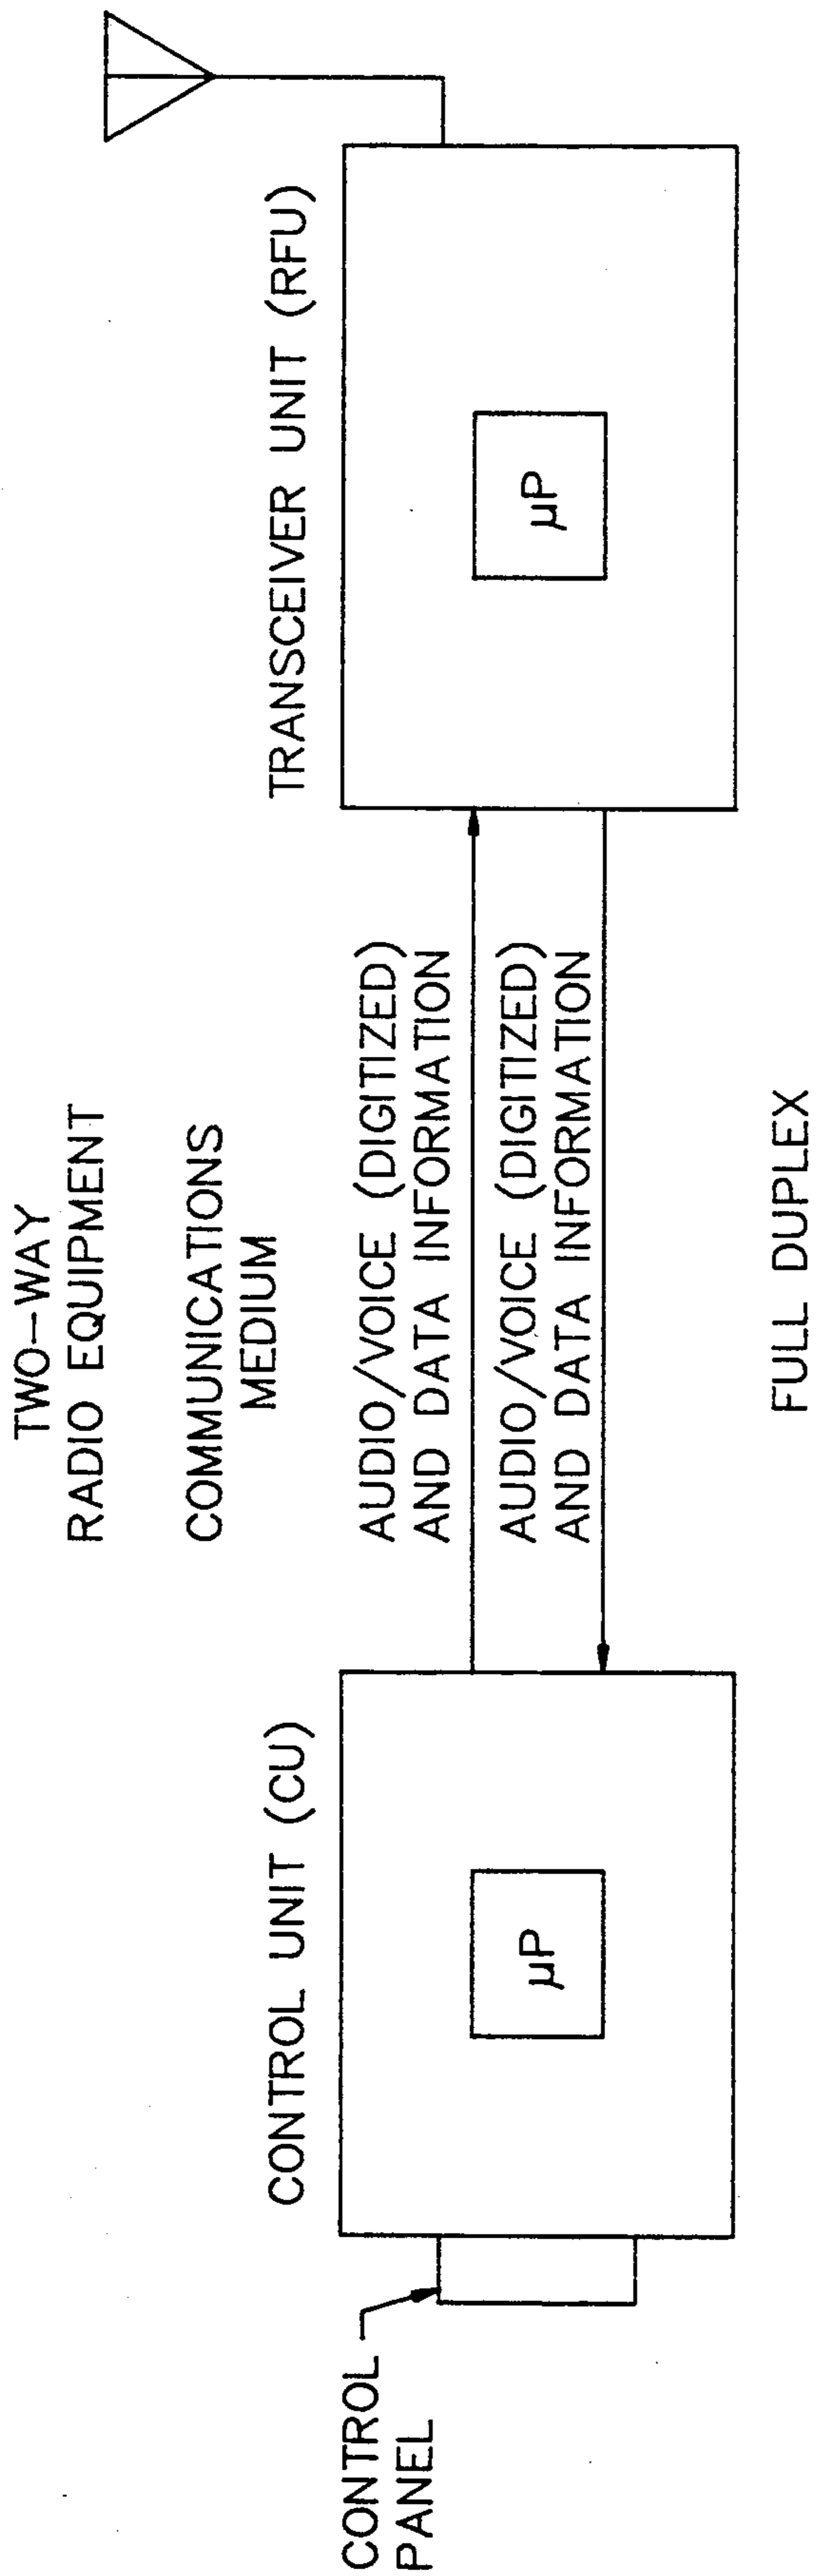 TWO-WAY
RADIO EQUIPMENT
COMMUNICATIONS
MEDIUM
CONTROL
PANEL
CONTROL UNIT (CU)
μP
AUDIO/VOICE (DIGITIZED)
AND DATA INFORMATION
AUDIO/VOICE (DIGITIZED)
AND DATA INFORMATION
TRANSCEIVER UNIT (RFU)
μP
FULL DUPLEX